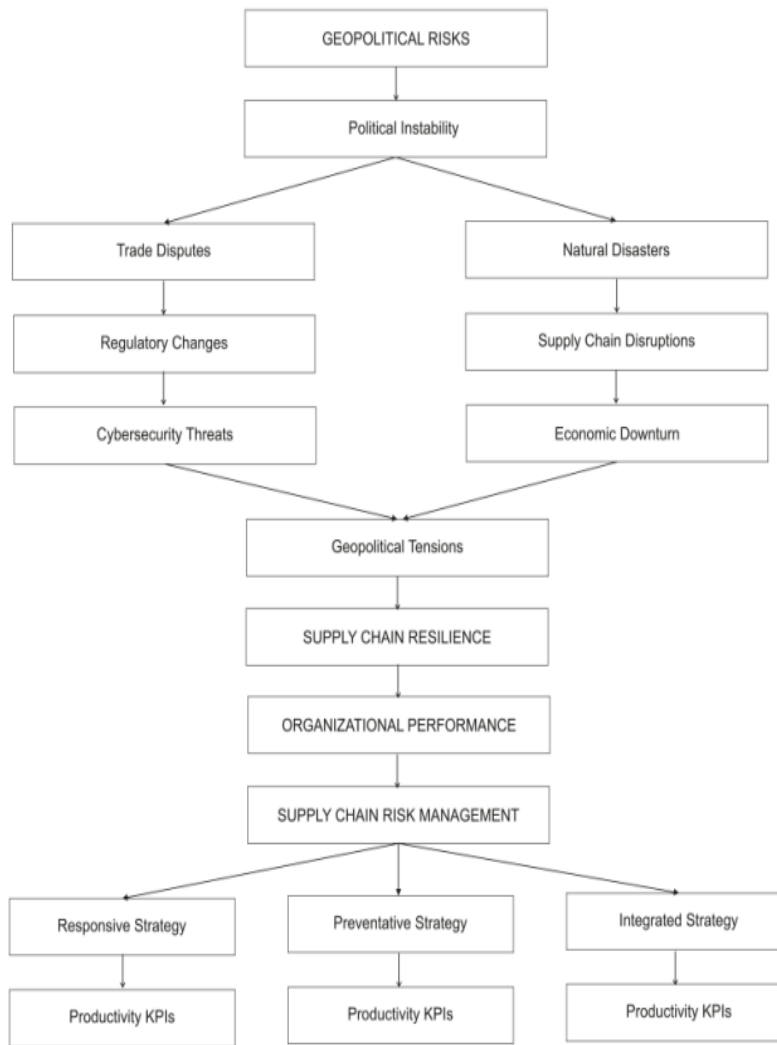 GEOPOLITICAL RISKS
Political Instability
Trade Disputes
Natural Disasters
Regulatory Changes
Supply Chain Disruptions
Cybersecurity Threats
Economic Downturn
Geopolitical Tensions
SUPPLY CHAIN RESILIENCE
ORGANIZATIONAL PERFORMANCE
SUPPLY CHAIN RISK MANAGEMENT
Responsive Strategy
Preventative Strategy
Integrated Strategy
Productivity KPIs
Productivity KPIs
Productivity KPIs